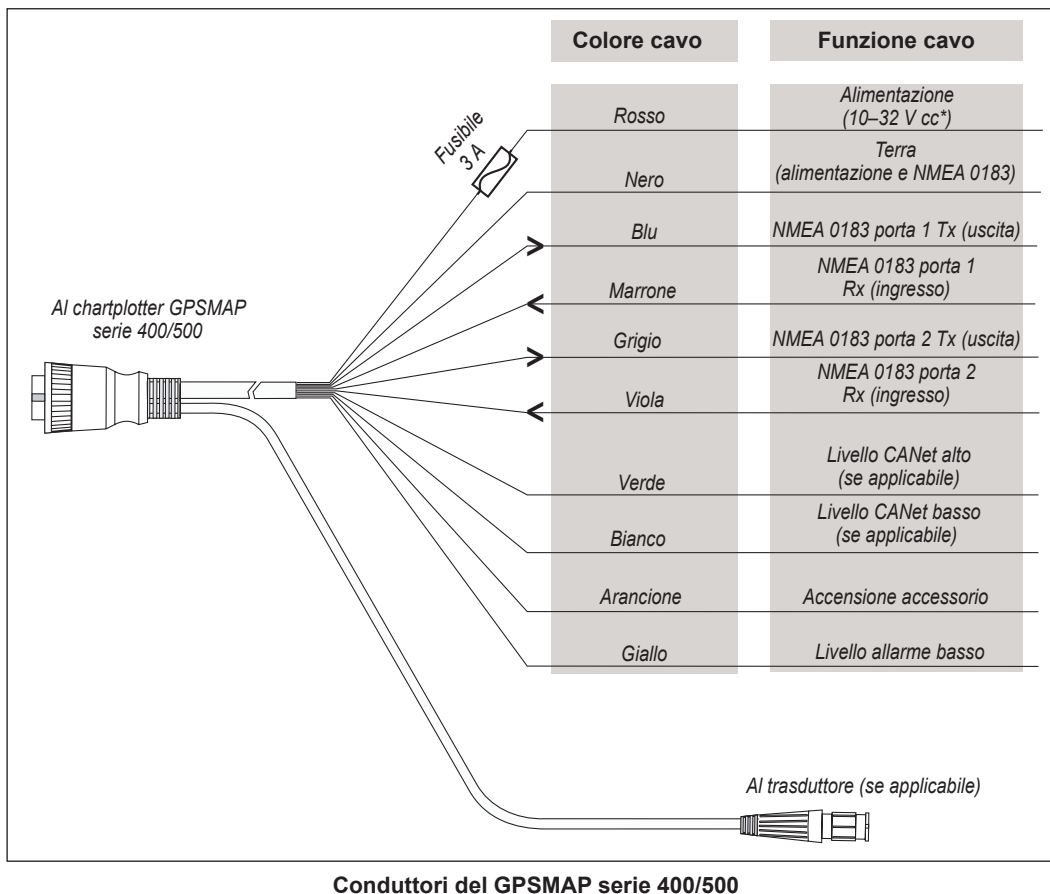 Colore cavo
Funzione cavo
Fusibile
3 A
Rosso
Alimentazione
(10–32 V cc*)
Nero
Terra
(alimentazione e NMEA 0183)
Blu
NMEA 0183 porta 1 Tx (uscita)
Marrone
NMEA 0183 porta 1
Rx (ingresso)
Grigio
NMEA 0183 porta 2 Tx (uscita)
Viola
NMEA 0183 porta 2
Rx (ingresso)
Verde
Livello CANet alto
(se applicabile)
Bianco
Livello CANet basso
(se applicabile)
Arancione
Accensione accessorio
Giallo
Livello allarme basso
Al chartplotter GPSMAP
serie 400/500
Al trasduttore (se applicabile)
Conduttori del GPSMAP serie 400/500